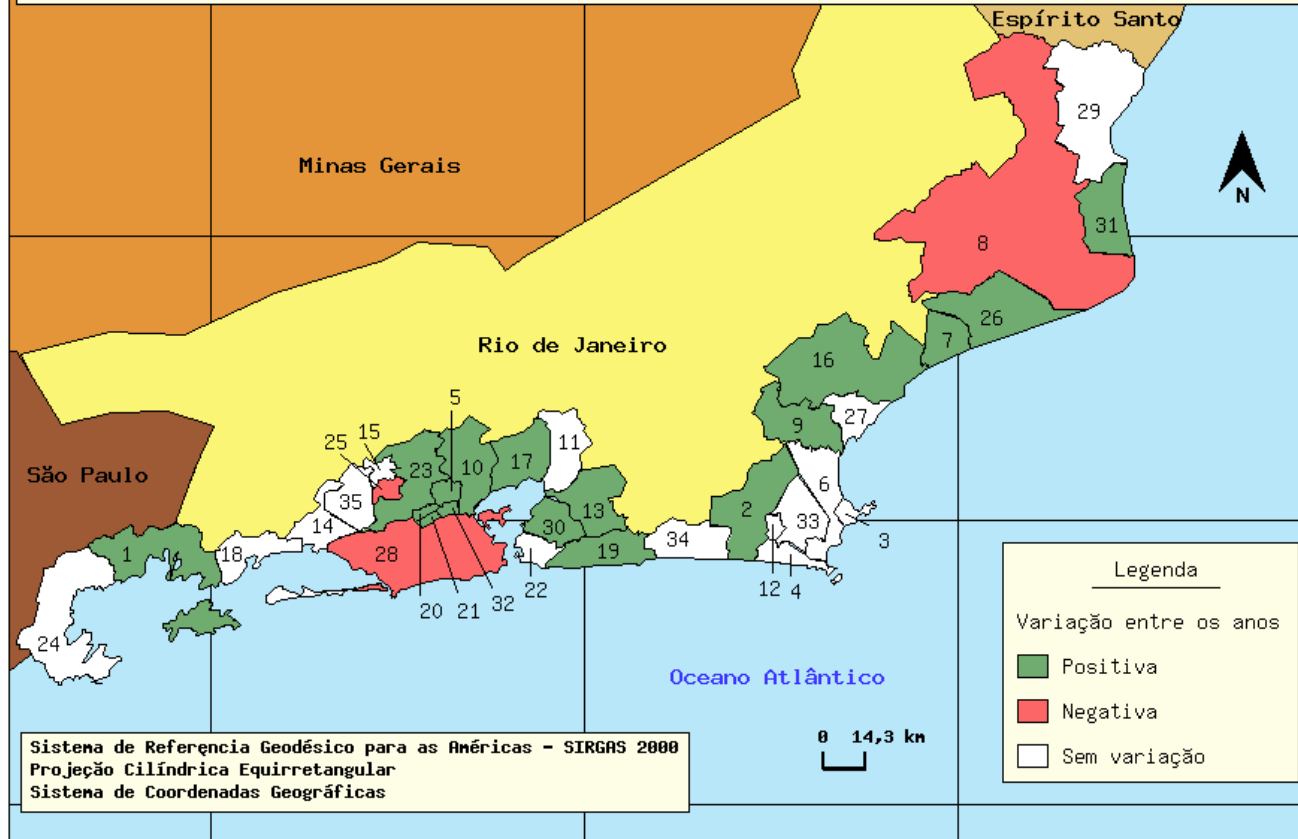 Espírito Santo
29
Minas Gerais
N
31
8
26
Rio de Janeiro
7
16
5
27
15
9
25
11
23
10
17
São Paulo
6
35
2
13
14
30
33
34
1
18
28
19
3
12
4
22
32
20
21
24
Oceano Atlântico
Legenda
Variação entre os anos
Positiva
Negativa
Sem variação
0 14,3 km
Sistema de Referençia Geodésico para as Américas - SIRGAS 2000
Projeção Cilíndrica Equirretangular
Sistema de Coordenadas Geográficas